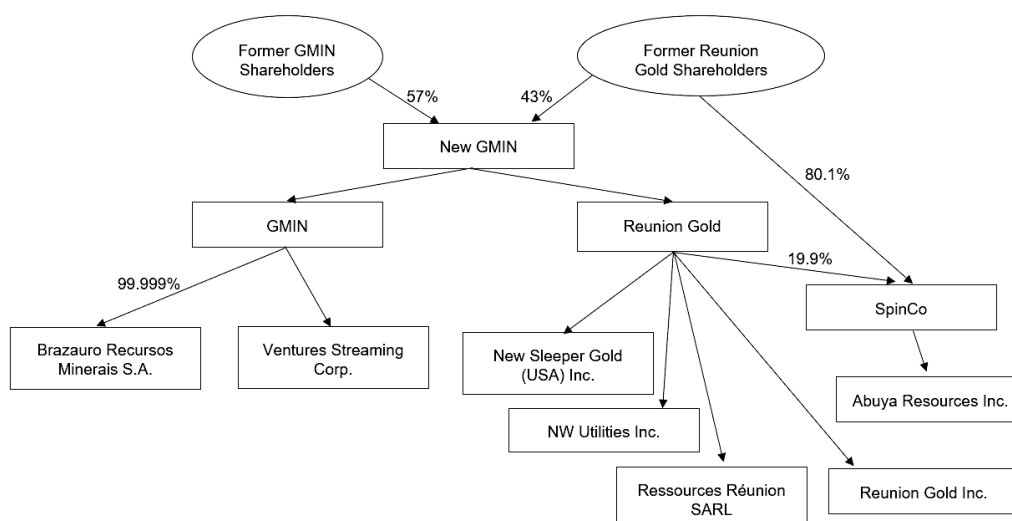 Former GMIN
Shareholders
Former Reunion
Gold Shareholders
57%
43%
New GMIN
80.1%
GMIN
Reunion Gold
19.9%
99.999%
SpinCo
Brazauro Recursos
Minerais S.A.
Ventures Streaming
Corp.
New Sleeper Gold
(USA) Inc.
Abuya Resources Inc.
NW Utilities Inc.
Ressources Réunion
SARL
Reunion Gold Inc.